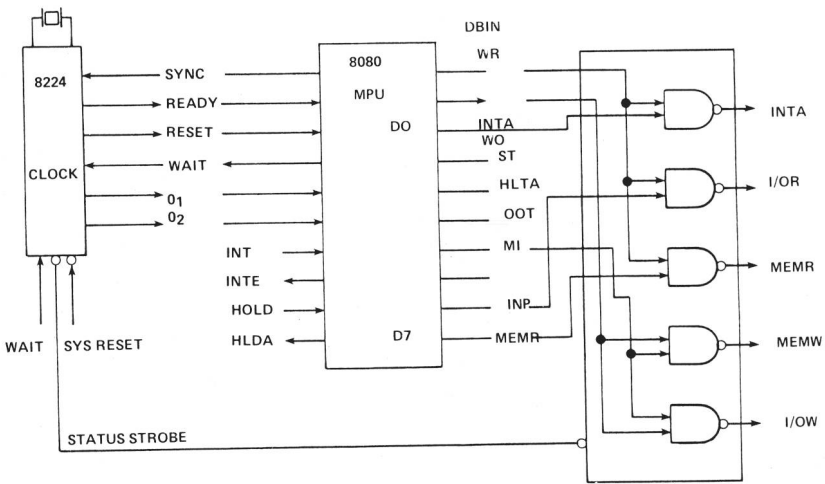 8224
CLOCK
SYNC
READY
RESET
WAIT
01
02
INT
INTE
HOLD
HLDA
WAIT
SYS RESET
STATUS STROBE
8080
MPU
DO
D7
DBIN
WR
INTA
WO
ST
HLTA
OOT
MI
INP
MEMR
INTA
I/OR
MEMR
MEMW
I/OW